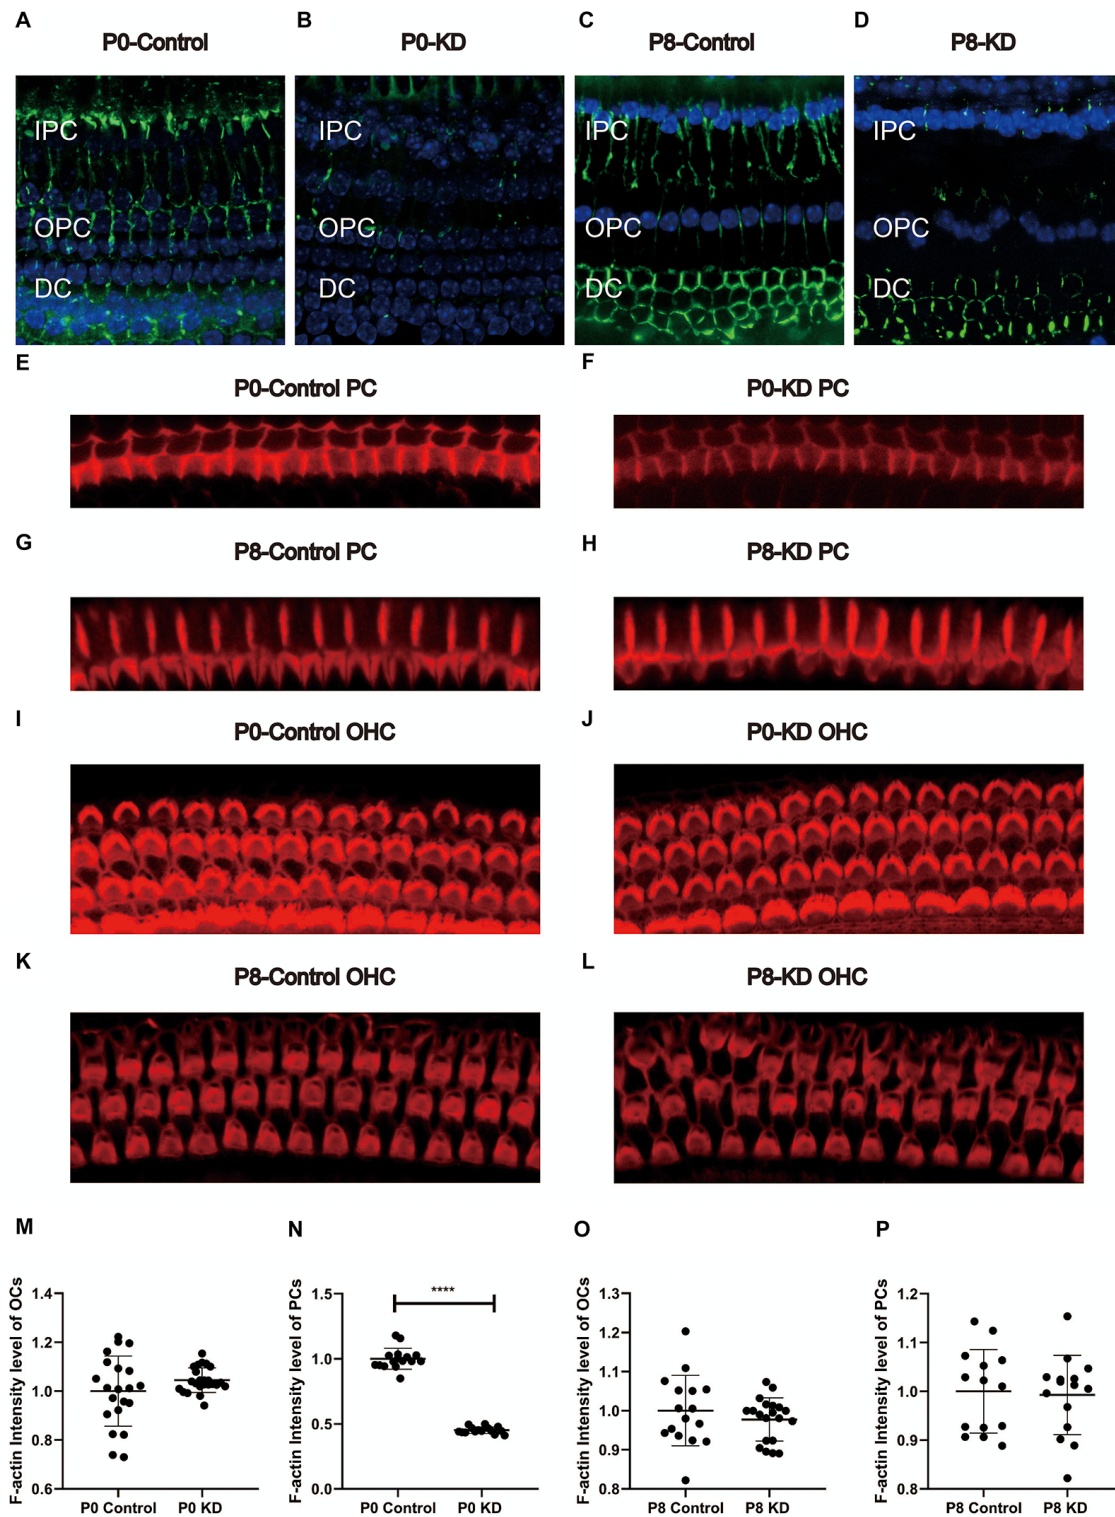 A
P0-Control
B
P0-KD
C
P8-Control
D
P8-KD
IPC
OPC
DC
IPC
OPC
DC
IPC
OPC
DC
IPC
OPC
DC
E
P0-Control PC
F
P0-KD PC
G
P8-Control PC
H
P8-KD PC
I
P0-Control OHC
J
P0-KD OHC
K
P8-Control OHC
L
P8-KD OHC
M
F-actin Intensity level of OCs
1.4
1.2
1.0
0.8
0.6
P0 Control
P0 KD
N
F-actin Intensity level of PCs
1.5
1.0
0.5
0.0
****
P0 Control
P0 KD
O
F-actin Intensity level of OCs
1.3
1.2
1.1
1.0
0.9
0.8
P8 Control
P8 KD
P
F-actin Intensity level of PCs
1.2
1.1
1.0
0.9
0.8
P8 Control
P8 KD